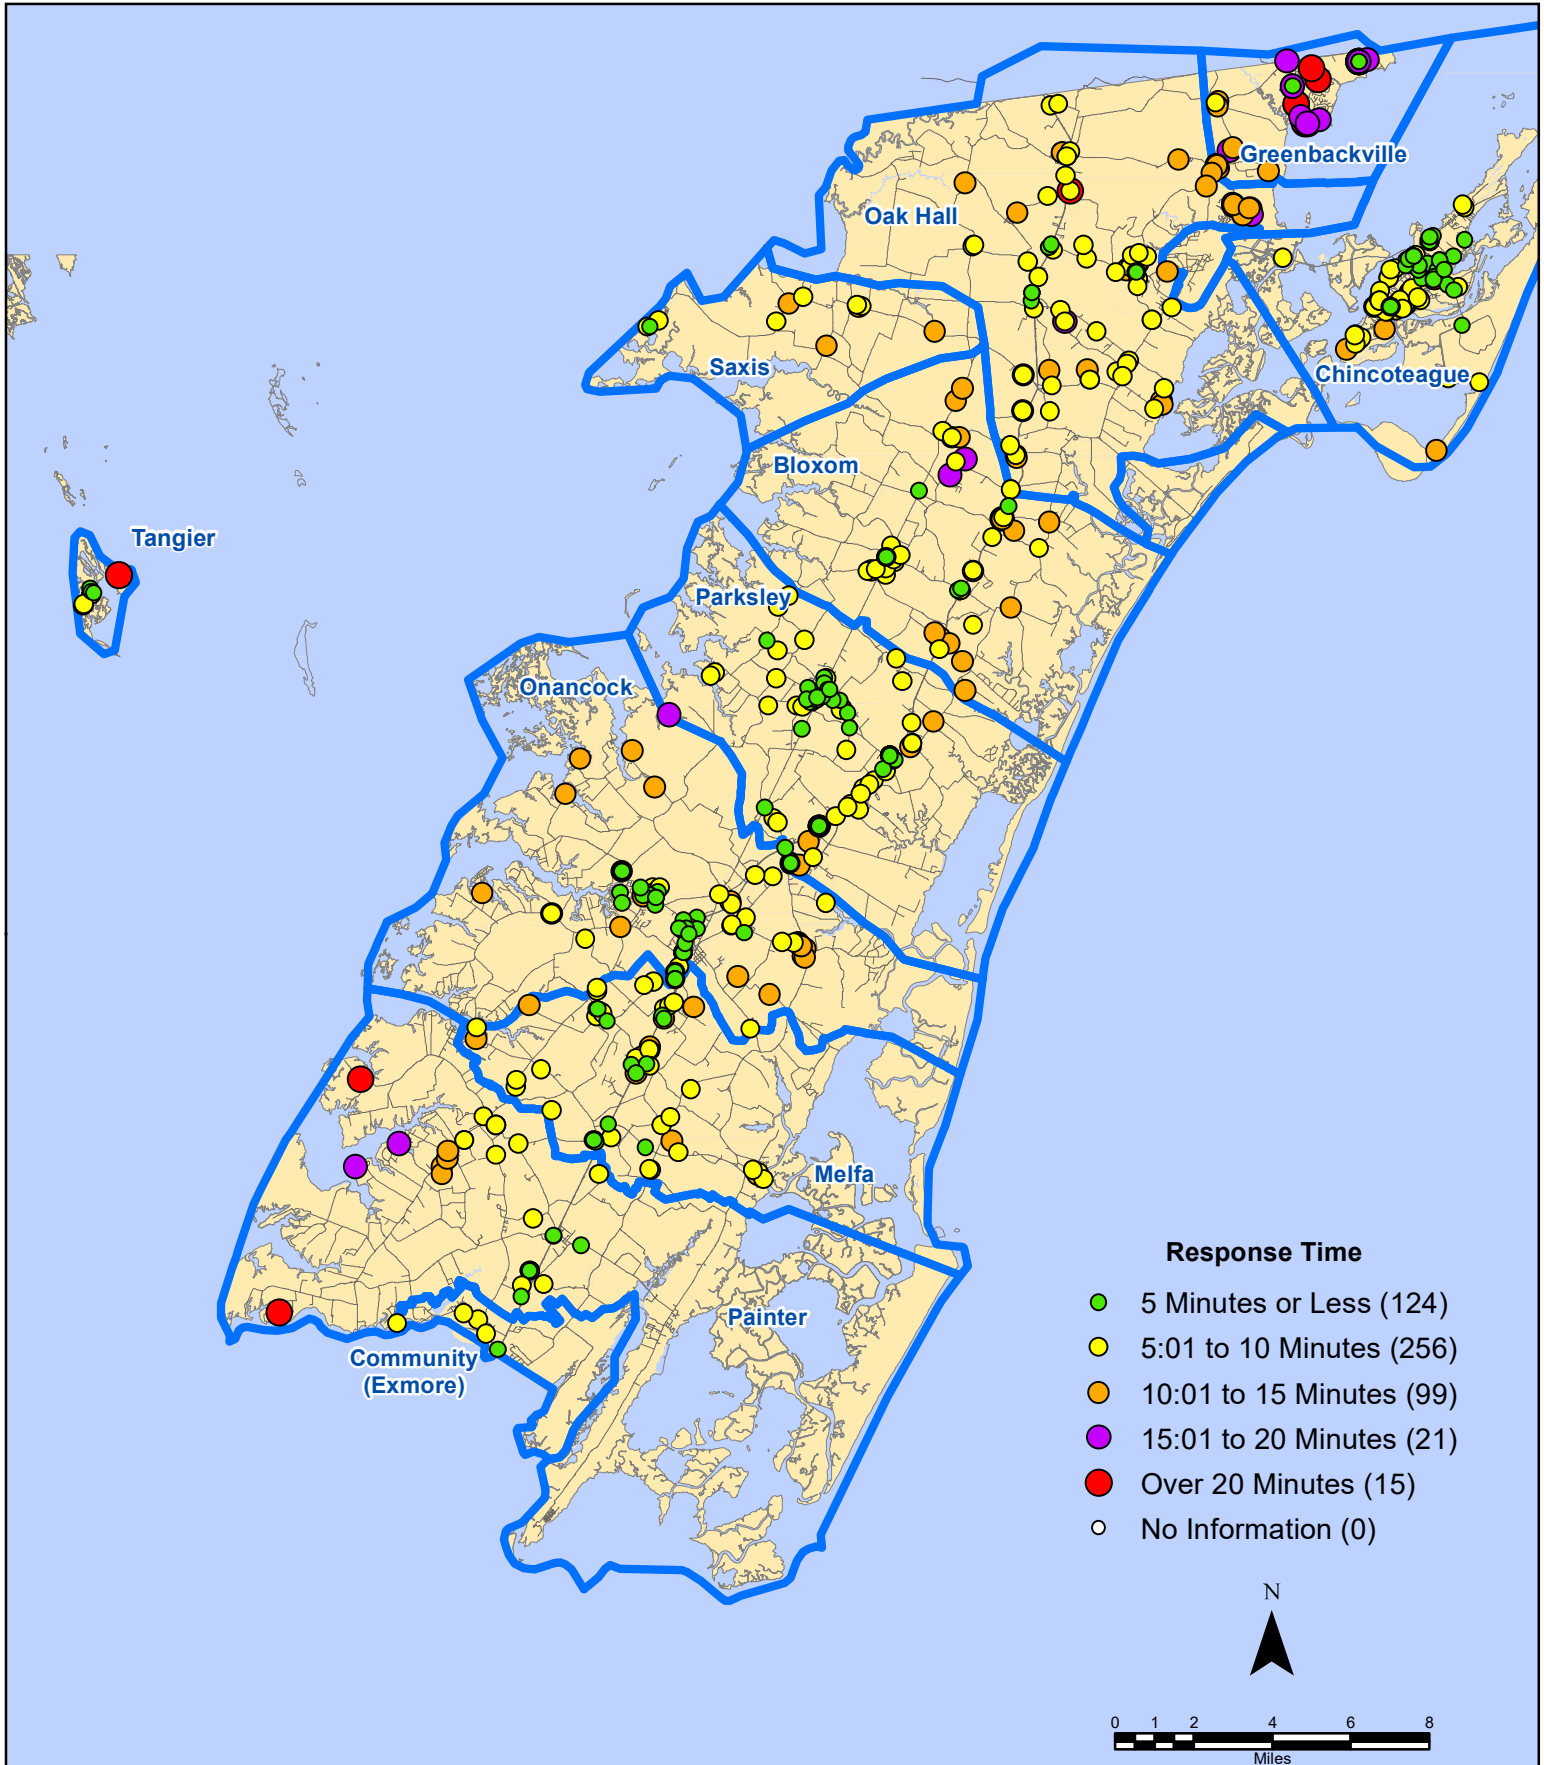 Greenbackville
Oak Hall
Saxis
Chincoteague
Bloxom
Tangier
Parksley
Onancock
Melfa
Painter
Community
(Exmore)
Response Time
5 Minutes or Less (124)
5:01 to 10 Minutes (256)
10:01 to 15 Minutes (99)
15:01 to 20 Minutes (21)
Over 20 Minutes (15)
No Information (0)
N
0 1 2 4 6 8
Miles